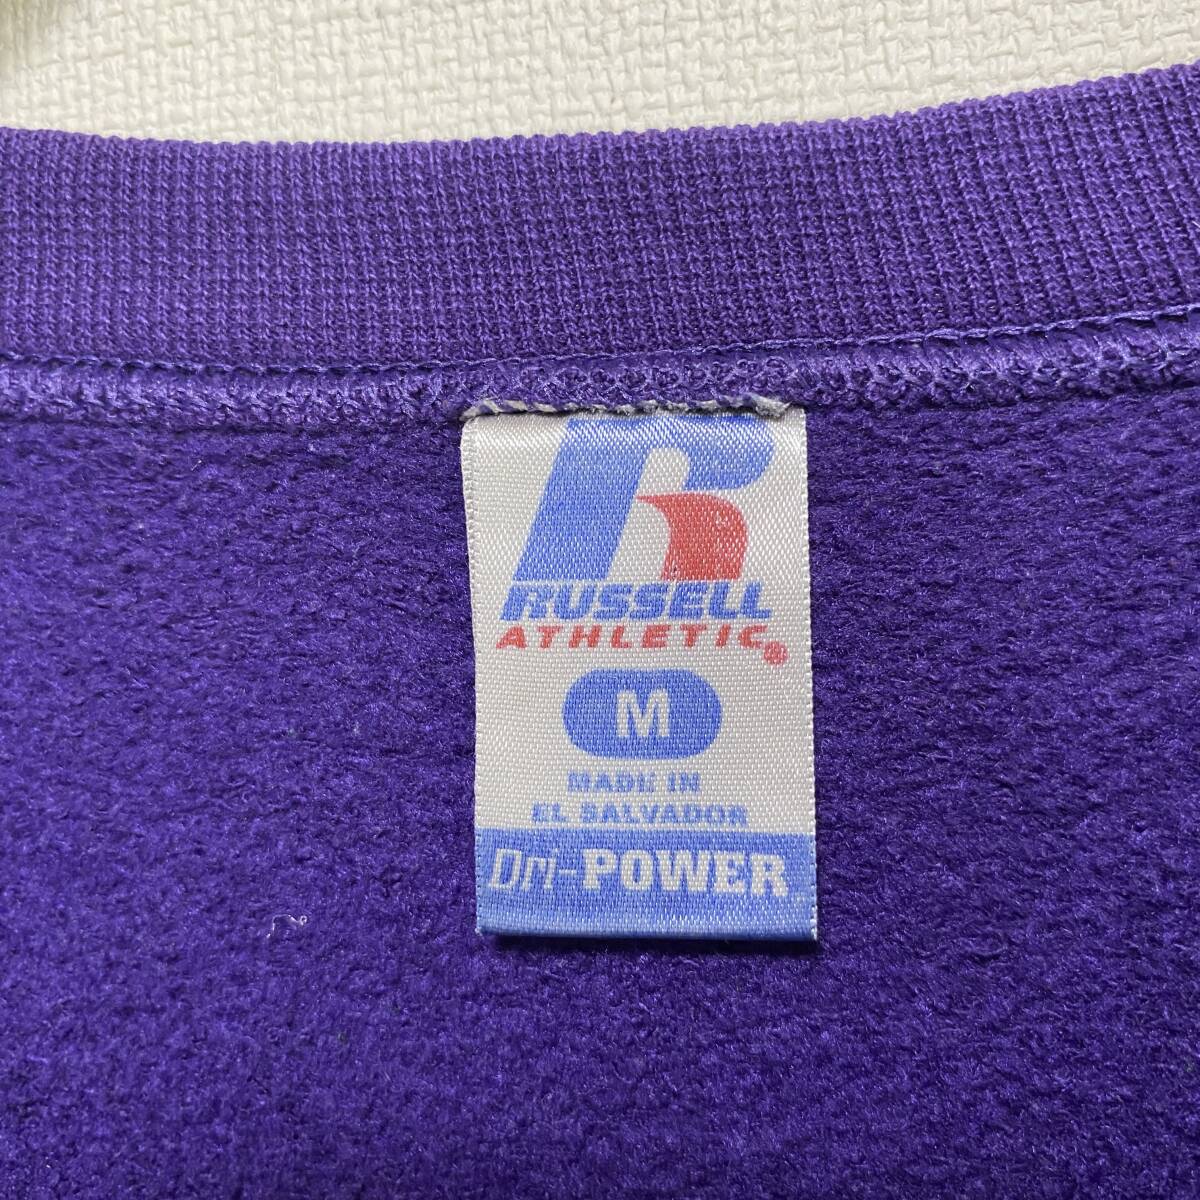 R
RUSSELL
ATHLETIC®
M
MADE IN
EL SALVADOR
Dri-POWER